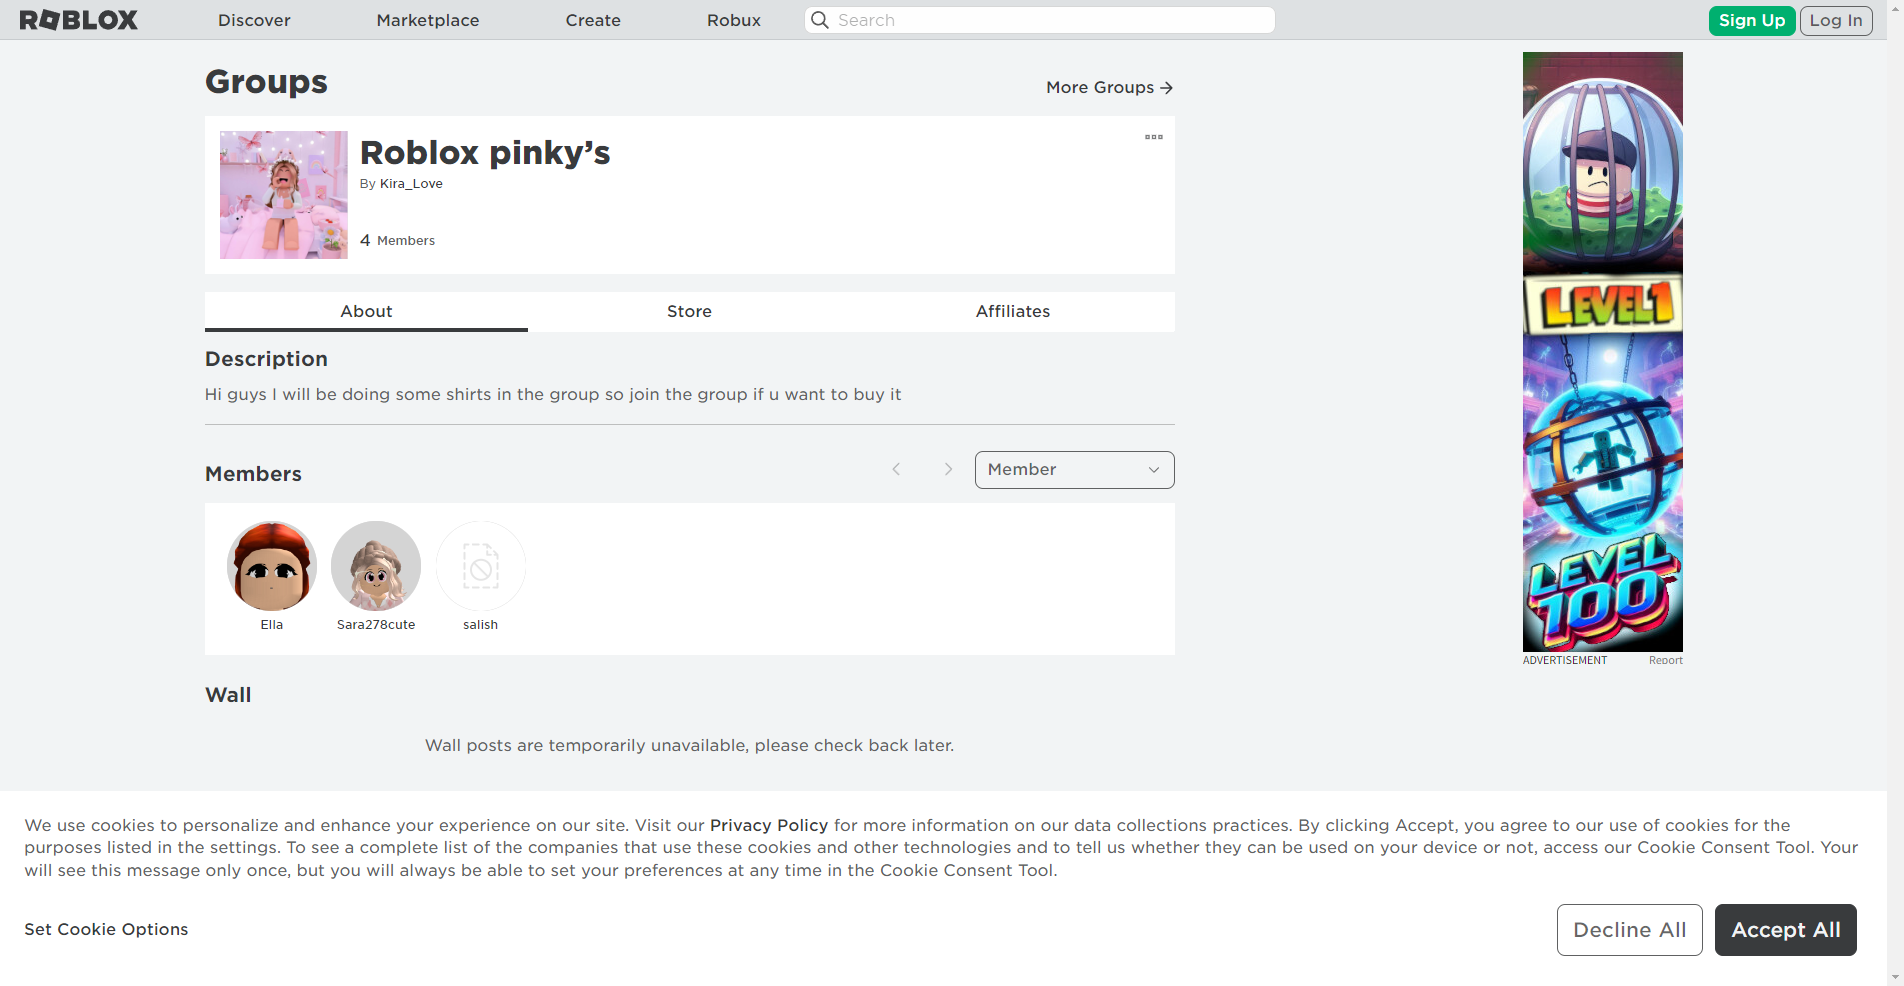 ROBLOX
Discover
Marketplace
Create
Robux
Search
Sign Up
Log In
Groups
More Groups
Roblox pinky’s
By Kira_Love
4 Members
About
Store
Affiliates
Description
Hi guys I will be doing some shirts in the group so join the group if u want to buy it
Members
Member
Ella
Sara278cute
salish
Wall
Wall posts are temporarily unavailable, please check back later.
LEVEL 1
LEVEL
100
ADVERTISEMENT
Report
We use cookies to personalize and enhance your experience on our site. Visit our Privacy Policy for more information on our data collections practices. By clicking Accept, you agree to our use of cookies for the
purposes listed in the settings. To see a complete list of the companies that use these cookies and other technologies and to tell us whether they can be used on your device or not, access our Cookie Consent Tool. Your
will see this message only once, but you will always be able to set your preferences at any time in the Cookie Consent Tool.
Set Cookie Options
Decline All
Accept All